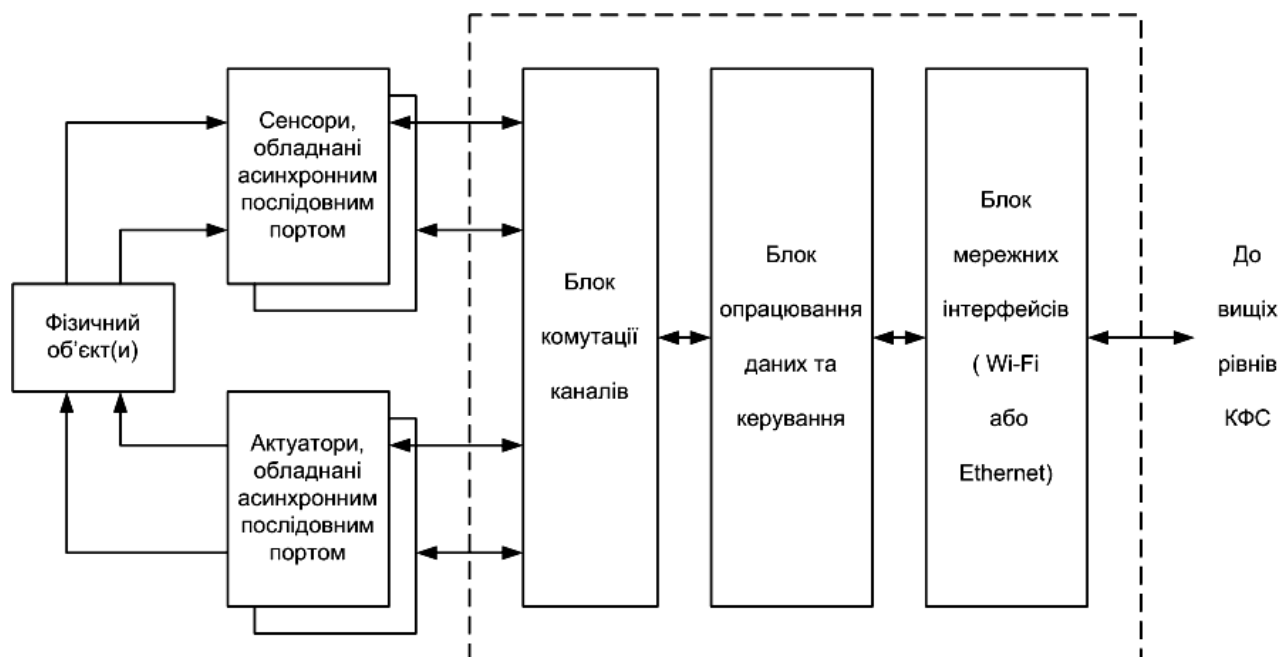 Сенсори,
обладнані
асинхронним
послідовним
портом
Фізичний
об'єкт(и)
Актуатори,
обладнані
асинхронним
послідовним
портом
Блок
комутації
каналів
Блок
опрацювання
даних та
керування
Блок
мережних
інтерфейсів
( Wi-Fi
або
Ethernet)
До
вищіх
рівнів
КФС